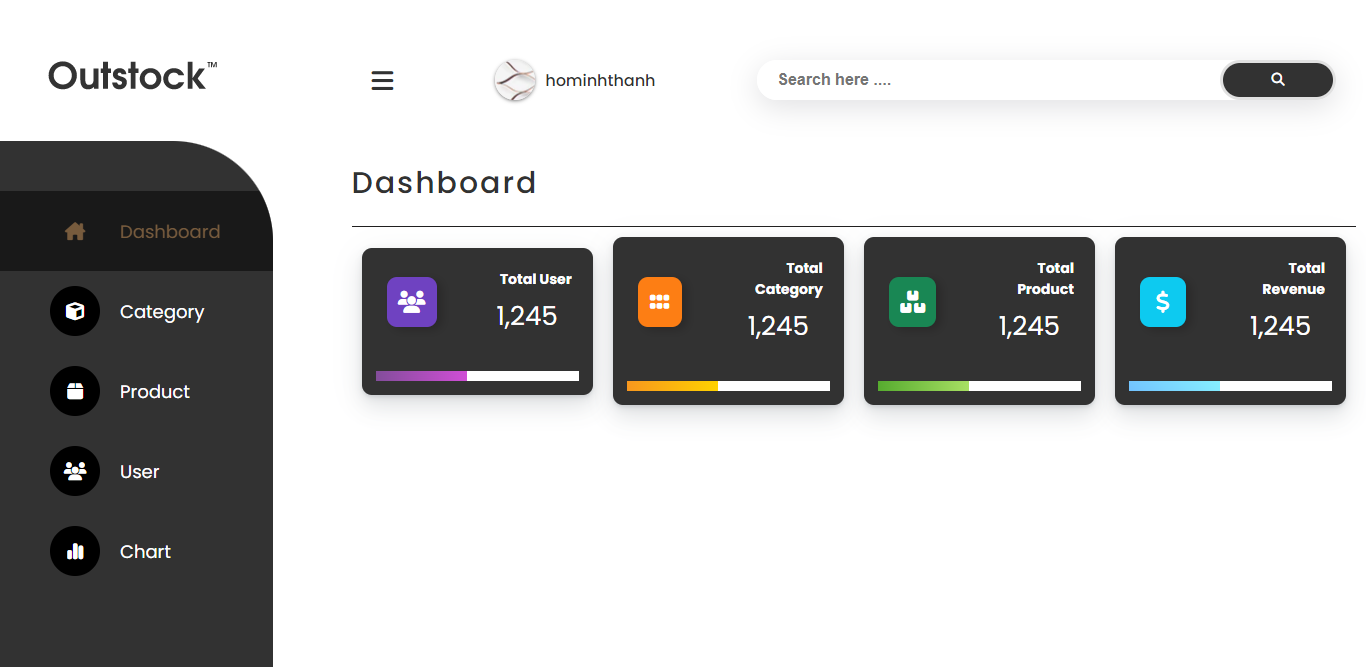 Outstock™
hominhthanh
Search here ....
Dashboard
Category
Product
User
Chart
Dashboard
Total User
1,245
Total
Category
1,245
Total
Product
1,245
Total
Revenue
1,245